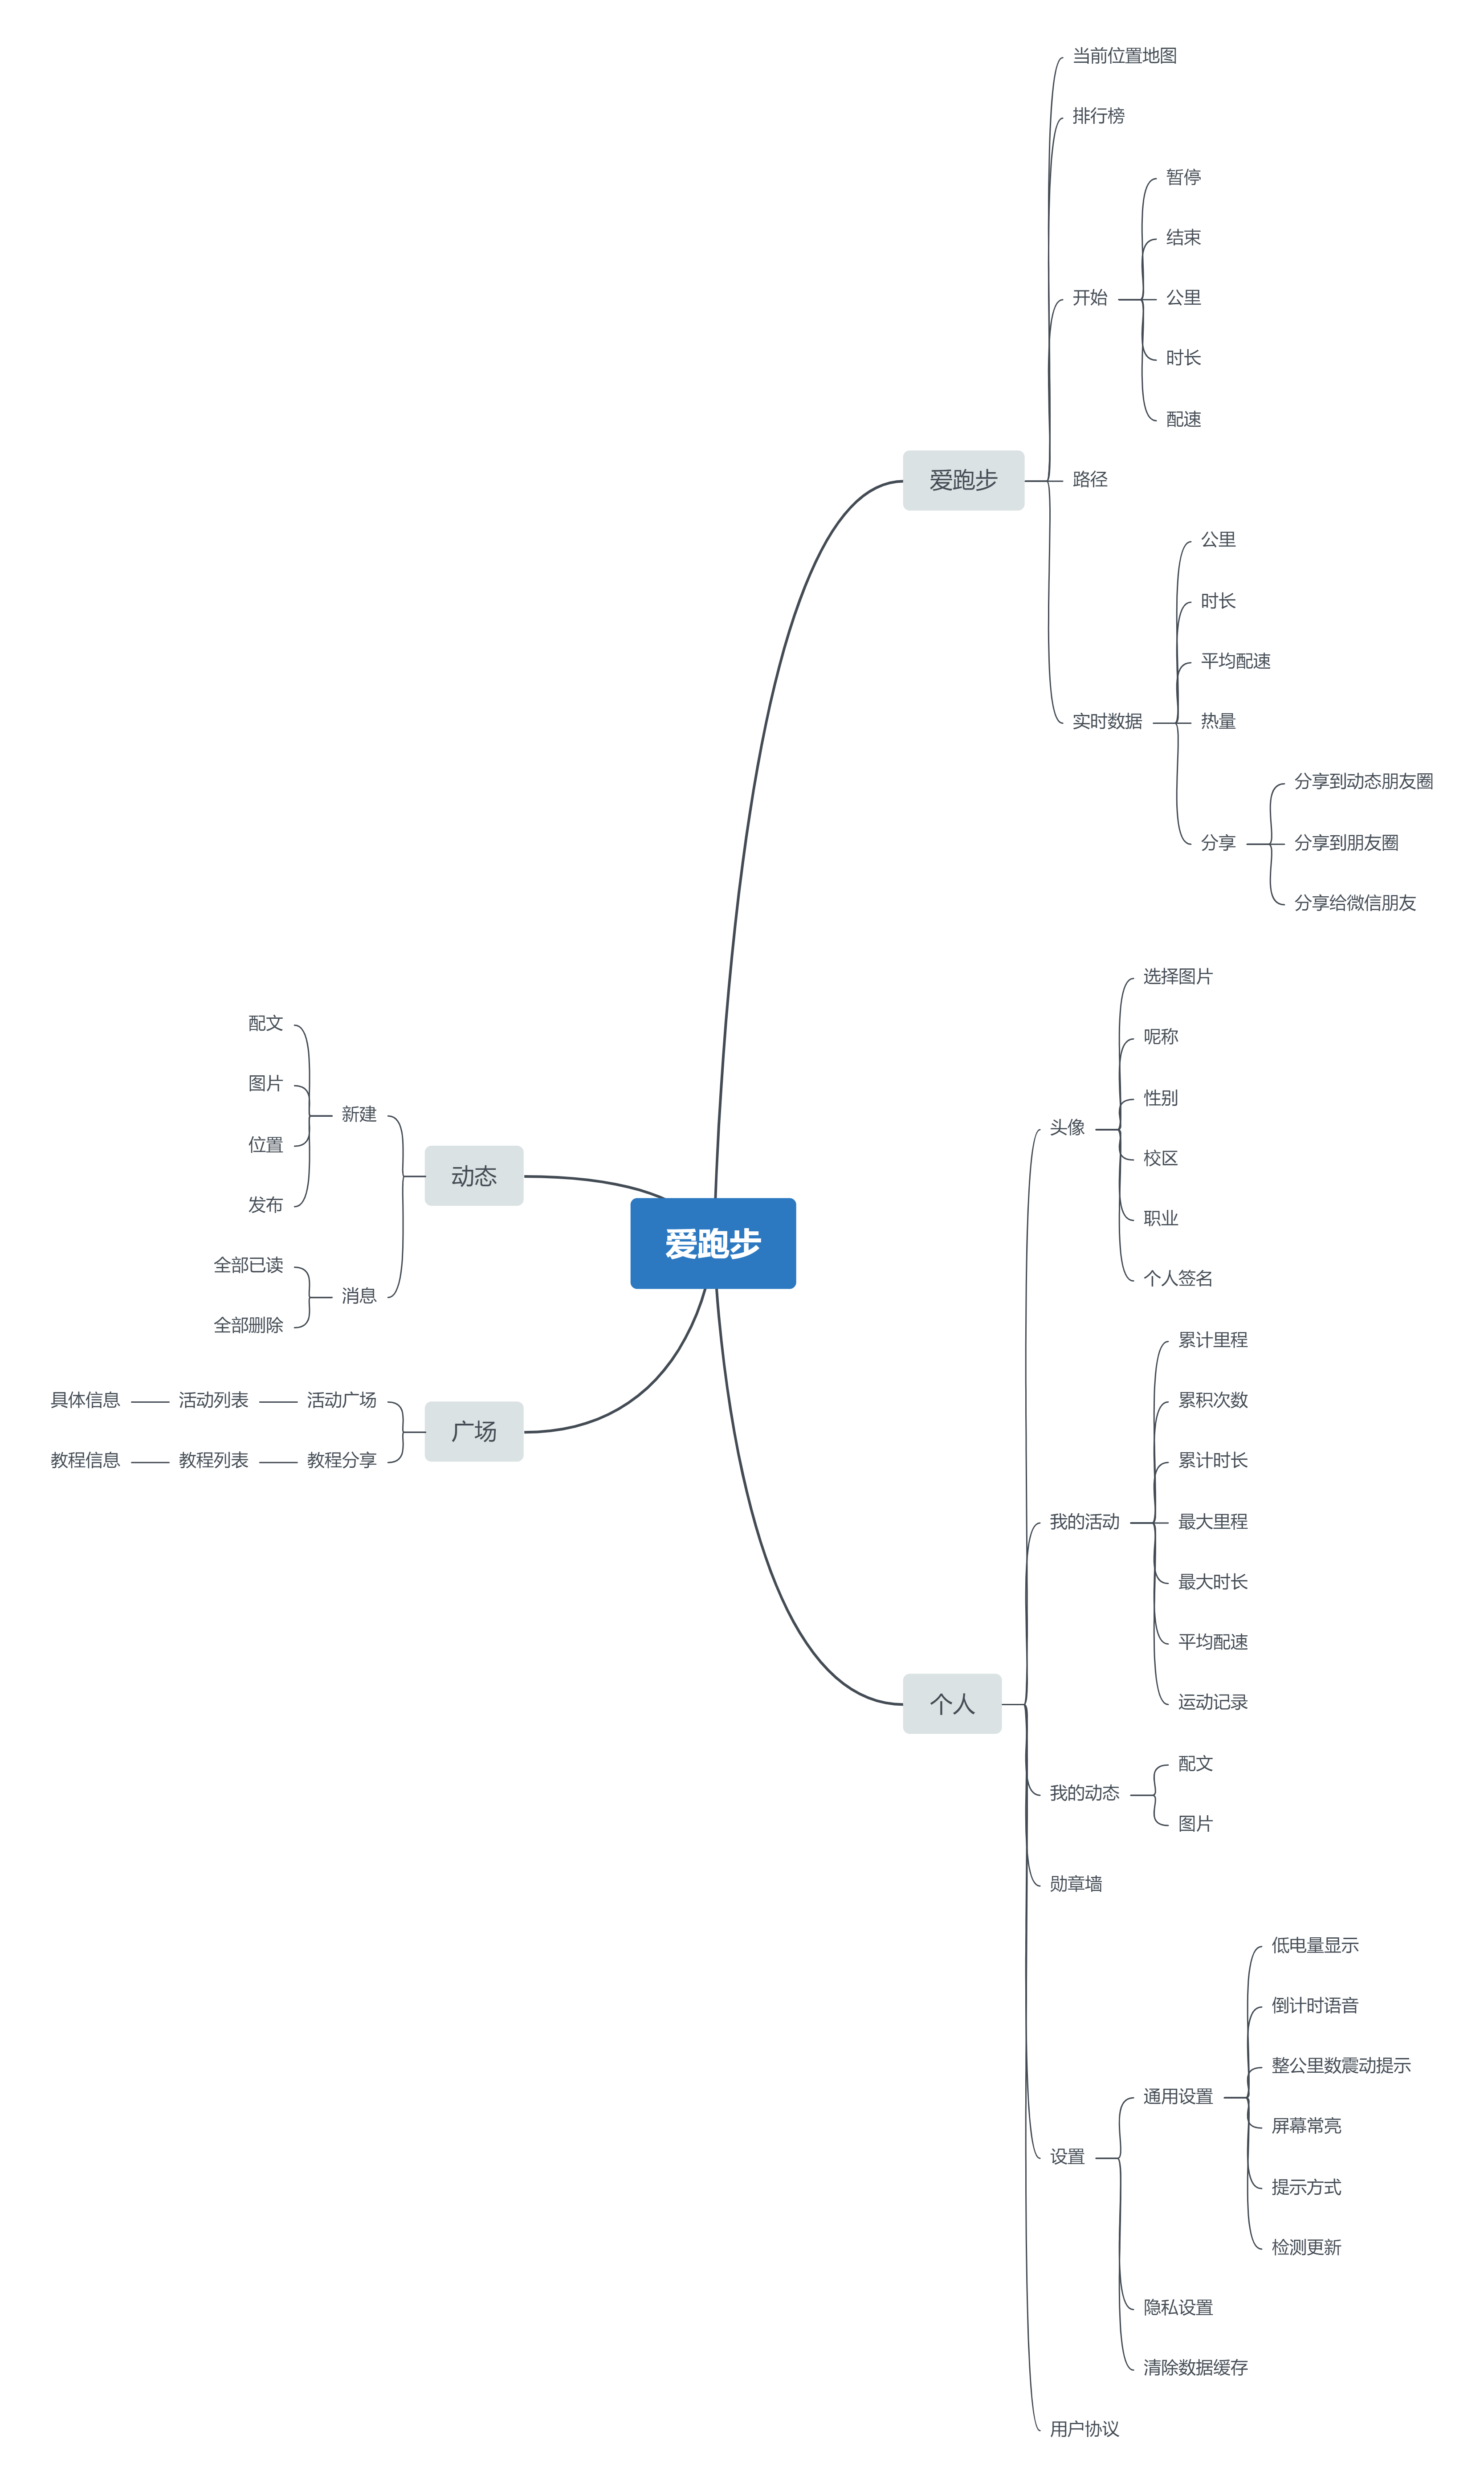 爱跑步
爱跑步
当前位置地图
排行榜
开始
暂停
结束
公里
时长
配速
路径
实时数据
公里
时长
平均配速
热量
分享
分享到动态朋友圈
分享到朋友圈
分享给微信朋友
个人
头像
选择图片
呢称
性别
校区
职业
个人签名
我的活动
累计里程
累积次数
累计时长
最大里程
最大时长
平均配速
运动记录
我的动态
配文
图片
勋章墙
设置
通用设置
低电量显示
倒计时语音
整公里数震动提示
屏幕常亮
提示方式
检测更新
隐私设置
清除数据缓存
用户协议
动态
新建
配文
图片
位置
发布
消息
全部已读
全部删除
广场
活动广场
活动列表
具体信息
教程分享
教程列表
教程信息